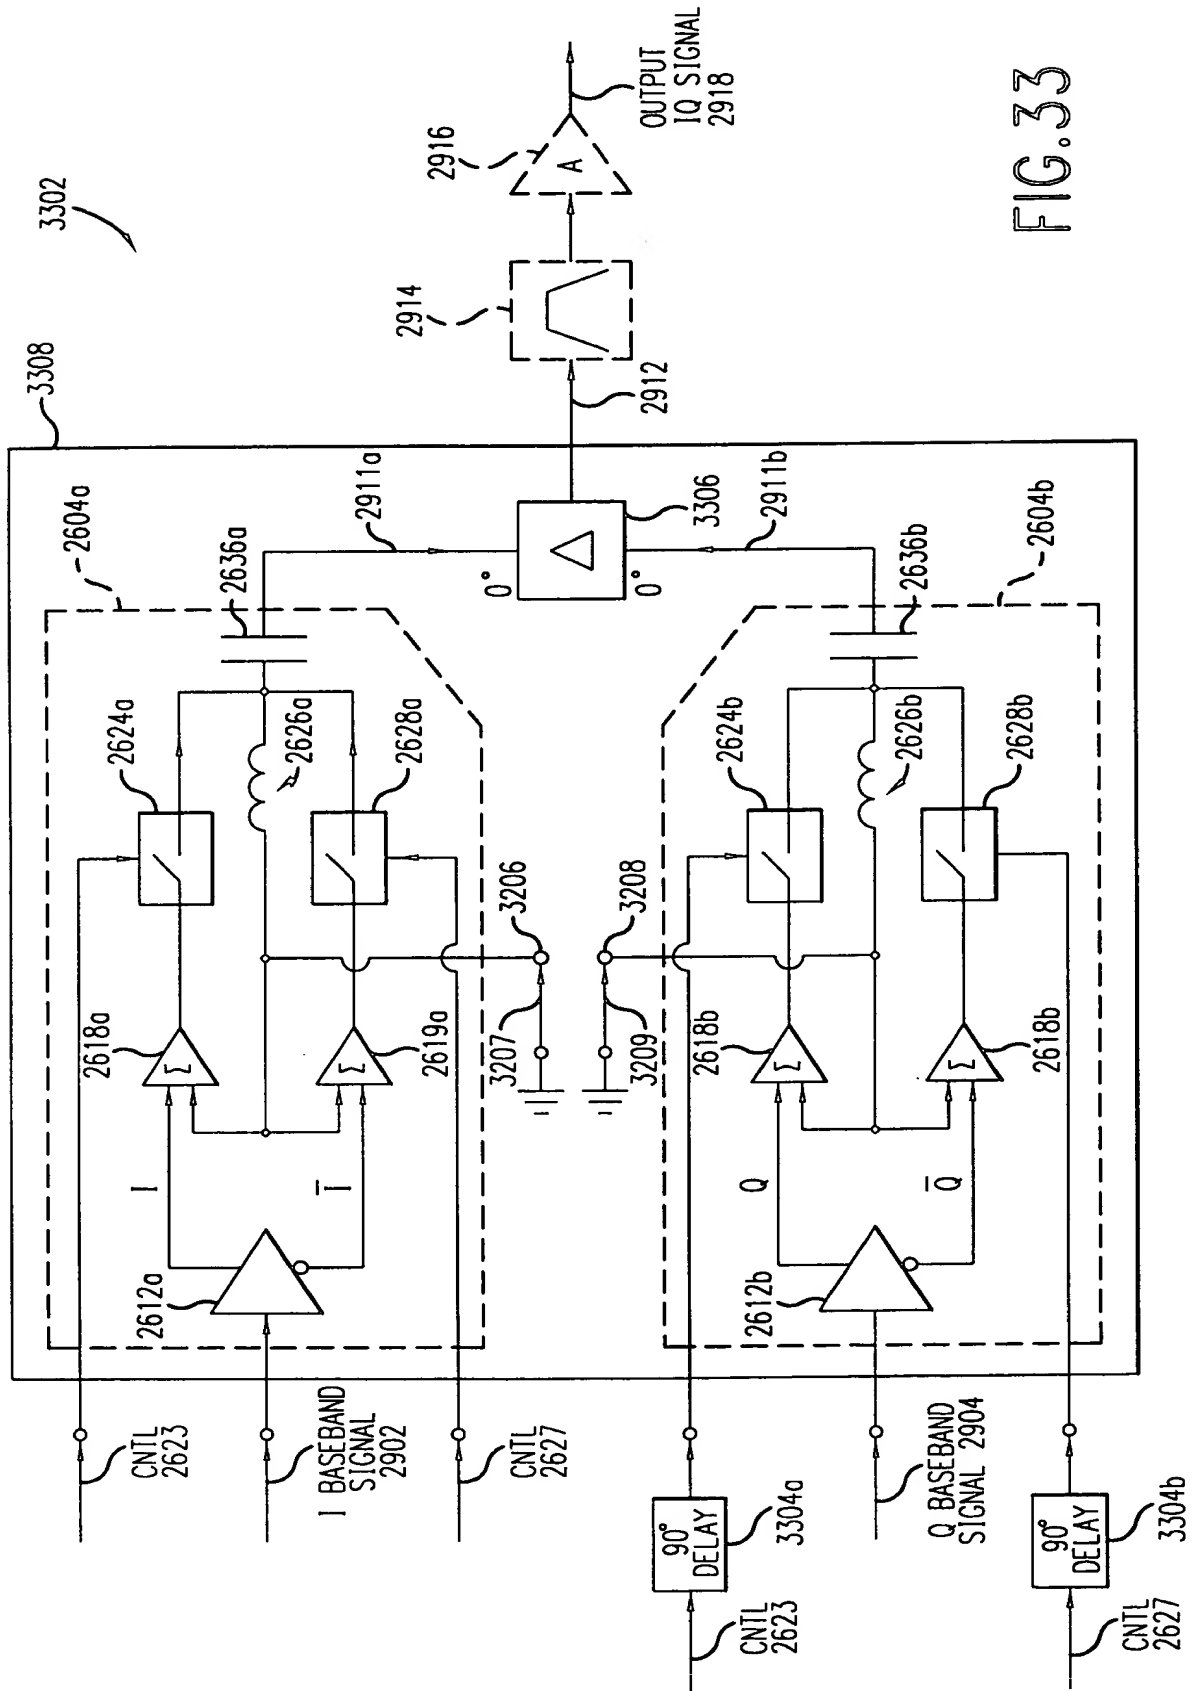 3302
3308
2604a
2636a
2911a
2624a
2626a
2628a
2618a
Σ
2619a
Σ
I
I̅
2612a
CNTL
2623
I BASEBAND
SIGNAL
2902
CNTL
2627
3206
3207
3208
3209
0°
0°
3306
2911b
2912
2914
2916
A
OUTPUT
IQ SIGNAL
2918
2604b
2636b
2624b
2626b
2628b
2618b
Σ
2618b
Σ
Q
Q̅
2612b
90°
DELAY
3304a
CNTL
2623
Q BASEBAND
SIGNAL 2904
90°
DELAY
3304b
CNTL
2627
FIG.33